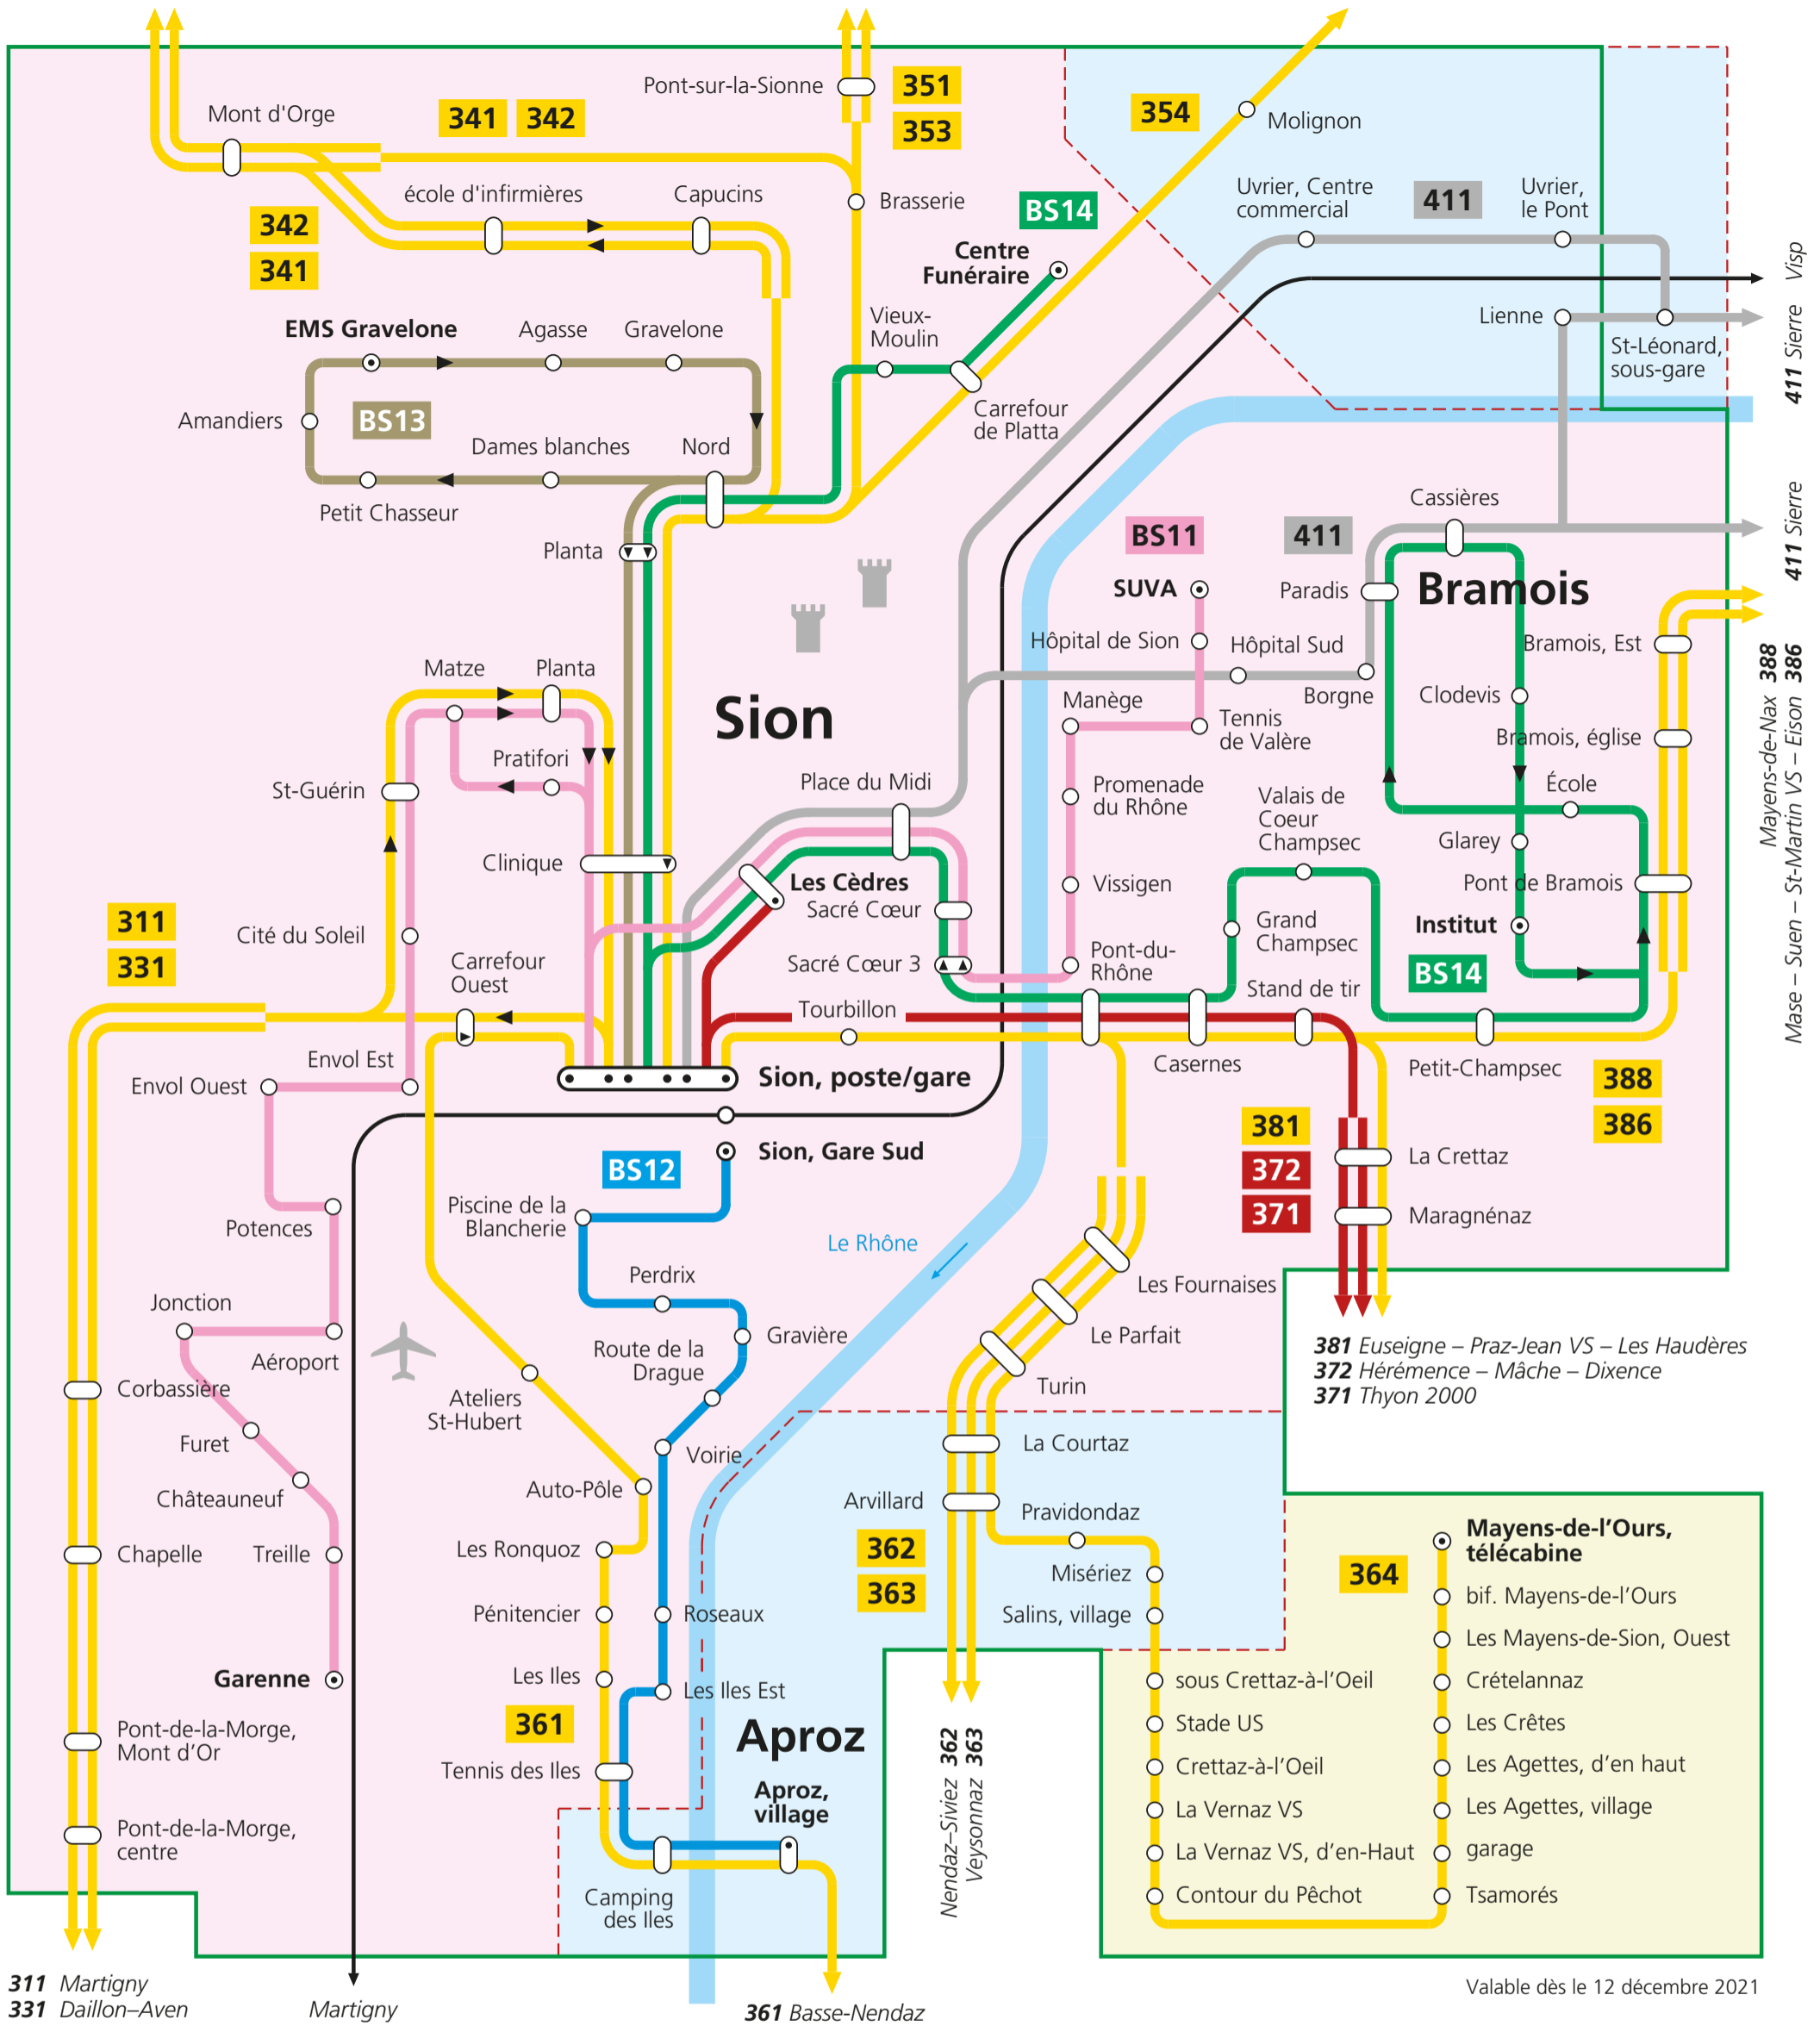 Pont-sur-la-Sionne
351
353
Mont d'Orge
341
342
354
Molignon
342
341
école d'infirmières
Capucins
Brasserie
BS14
Centre
Funéraire
Uvrier, Centre
commercial
411
Uvrier,
le Pont
Visp
Lienne
411 Sierre
St-Léonard,
sous-gare
EMS Gravelone
Agasse
Gravelone
Vieux-
Moulin
Amandiers
BS13
Carrefour
de Platta
Dames blanches
Nord
Petit Chasseur
Planta
Cassières
BS11
411
411 Sierre
SUVA
Paradis
Bramois
Hôpital de Sion
Hôpital Sud
Bramois, Est
Matze
Planta
Sion
Manège
Borgne
Clodevis
Mayens-de-Nax 388
Mase – Suen – St-Martin VS – Eison 386
Tennis
de Valère
Bramois, église
Pratifori
St-Guérin
Place du Midi
Promenade
du Rhône
Valais de
Coeur
Champsec
École
Glarey
Clinique
Les Cèdres
Sacré Cœur
Vissigen
Pont de Bramois
311
331
Cité du Soleil
Grand
Champsec
Institut
Carrefour
Ouest
Sacré Cœur 3
Pont-du-
Rhône
BS14
Tourbillon
Stand de tir
Envol Est
Envol Ouest
Sion, poste/gare
Casernes
Petit-Champsec
388
386
381
372
371
La Crettaz
Maragnénaz
Sion, Gare Sud
BS12
Piscine de la
Blancherie
Potences
Le Rhône
Perdrix
Les Fournaises
Jonction
Gravière
Le Parfait
Aéroport
Route de la
Drague
381 Euseigne – Praz-Jean VS – Les Haudères
372 Hérémence – Mâche – Dixence
371 Thyon 2000
Corbassière
Ateliers
St-Hubert
Turin
Furet
Voirie
La Courtaz
Châteauneuf
Auto-Pôle
Arvillard
Pravidondaz
Chapelle
Treille
Les Ronquoz
362
363
Misériez
364
Mayens-de-l’Ours,
télécabine
Pénitencier
Roseaux
Salins, village
bif. Mayens-de-l’Ours
Les Mayens-de-Sion, Ouest
Garenne
Les Iles
Les Iles Est
sous Crettaz-à-l’Oeil
Crételannaz
361
Aproz
Stade US
Les Crêtes
Pont-de-la-Morge,
Mont d’Or
Tennis des Iles
Aproz,
village
Nendaz–Siviez 362
Veysonnaz 363
Crettaz-à-l’Oeil
Les Agettes, d’en haut
La Vernaz VS
Les Agettes, village
Pont-de-la-Morge,
centre
La Vernaz VS, d’en-Haut
garage
Camping
des Iles
Contour du Pêchot
Tsamorés
311 Martigny
331 Daillon–Aven
Martigny
361 Basse-Nendaz
Valable dès le 12 décembre 2021